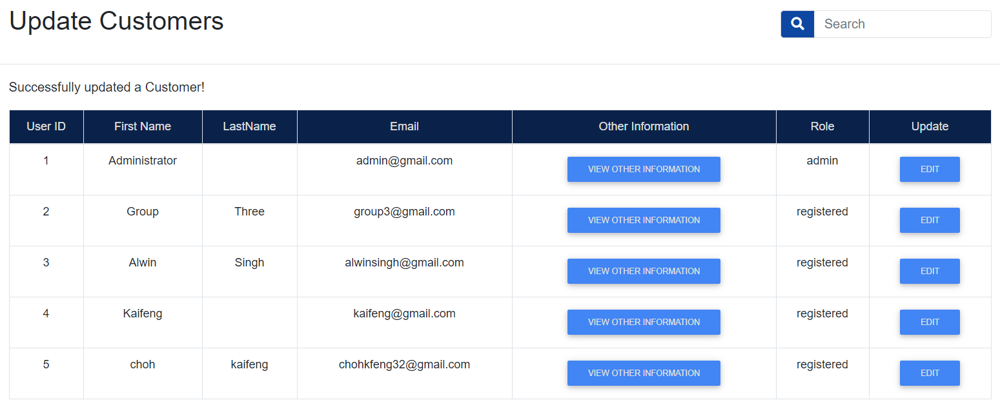 Update Customers
Search
Successfully updated a Customer!
User ID First Name LastName Email Other Information Role Update
1 Administrator admin@gmail.com VIEW OTHER INFORMATION admin EDIT
2 Group Three group3@gmail.com VIEW OTHER INFORMATION registered EDIT
3 Alwin Singh alwinsingh@gmail.com VIEW OTHER INFORMATION registered EDIT
4 Kaifeng kaifeng@gmail.com VIEW OTHER INFORMATION registered EDIT
5 choh kaifeng chohkfeng32@gmail.com VIEW OTHER INFORMATION registered EDIT